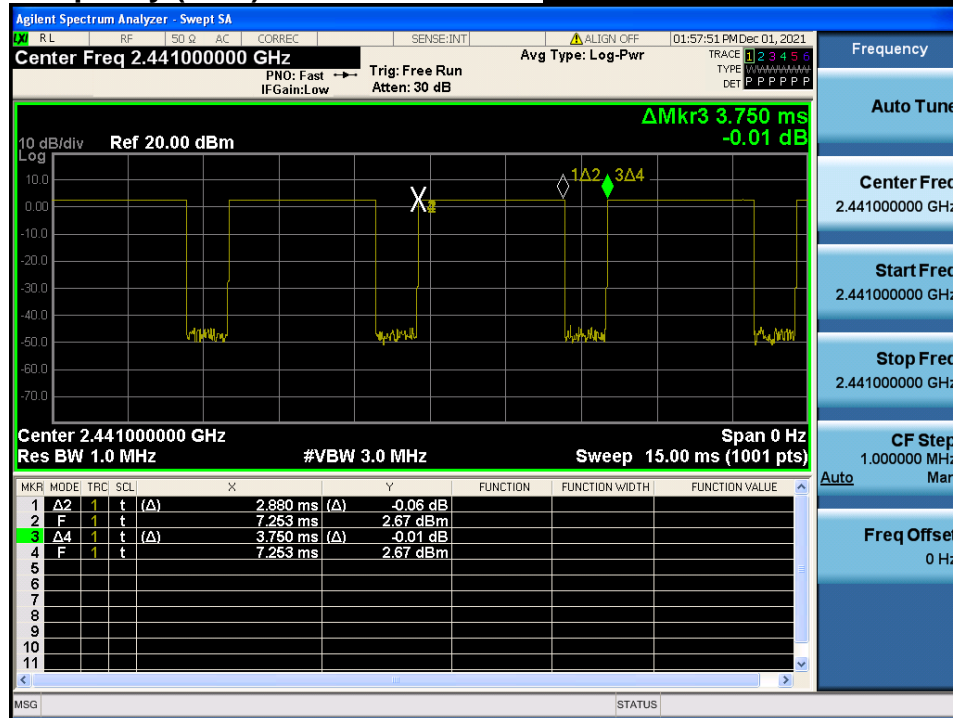 Agilent Spectrum Analyzer - Swept SA
LXI RL RF 50 Ω AC CORREC SENSE:INT ALIGN OFF 01:57:51 PM Dec 01, 2021
Center Freq 2.441000000 GHz
PNO: Fast
IFGain:Low
Trig: Free Run
Atten: 30 dB
Avg Type: Log-Pwr
TRACE 1 2 3 4 5 6
TYPE
DET P P P P P P
ΔMkr3 3.750 ms
-0.01 dB
10 dB/div Ref 20.00 dBm
Log
10.0
0.00
-10.0
-20.0
-30.0
-40.0
-50.0
-60.0
-70.0
1Δ2 3Δ4
Center 2.441000000 GHz Span 0 Hz
Res BW 1.0 MHz #VBW 3.0 MHz Sweep 15.00 ms (1001 pts)
MKR MODE TRC SCL X Y FUNCTION FUNCTION WIDTH FUNCTION VALUE
1 Δ2 1 t (Δ) 2.880 ms (Δ) -0.06 dB
2 F 1 t 7.253 ms 2.67 dBm
3 Δ4 1 t (Δ) 3.750 ms (Δ) -0.01 dB
4 F 1 t 7.253 ms 2.67 dBm
5
6
7
8
9
10
11
MSG STATUS
Frequency
Auto Tune
Center Freq
2.441000000 GHz
Start Freq
2.441000000 GHz
Stop Freq
2.441000000 GHz
CF Step
1.000000 MHz
Auto Man
Freq Offset
0 Hz